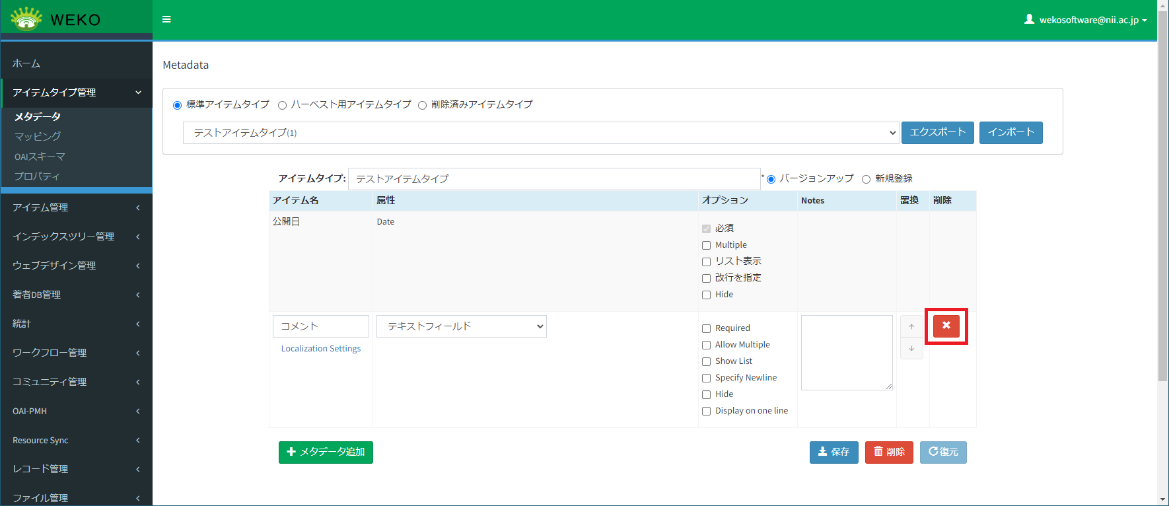 WEKO
wekosoftware@nii.ac.jp
ホーム
アイテムタイプ管理
メタデータ
マッピング
OAIスキーマ
プロパティ
アイテム管理
インデックスツリー管理
ウェブデザイン管理
著者DB管理
統計
ワークフロー管理
コミュニティ管理
OAI-PMH
Resource Sync
レコード管理
ファイル管理
Metadata
標準アイテムタイプ ハーベスト用アイテムタイプ 削除済みアイテムタイプ
テストアイテムタイプ(1) エクスポート インポート
アイテムタイプ: テストアイテムタイプ * バージョンアップ 新規登録
アイテム名 属性 オプション Notes 置換 削除
公開日 Date
必須
Multiple
リスト表示
改行を指定
Hide
コメント テキストフィールド
Localization Settings
Required
Allow Multiple
Show List
Specify Newline
Hide
Display on one line
メタデータ追加 保存 削除 復元